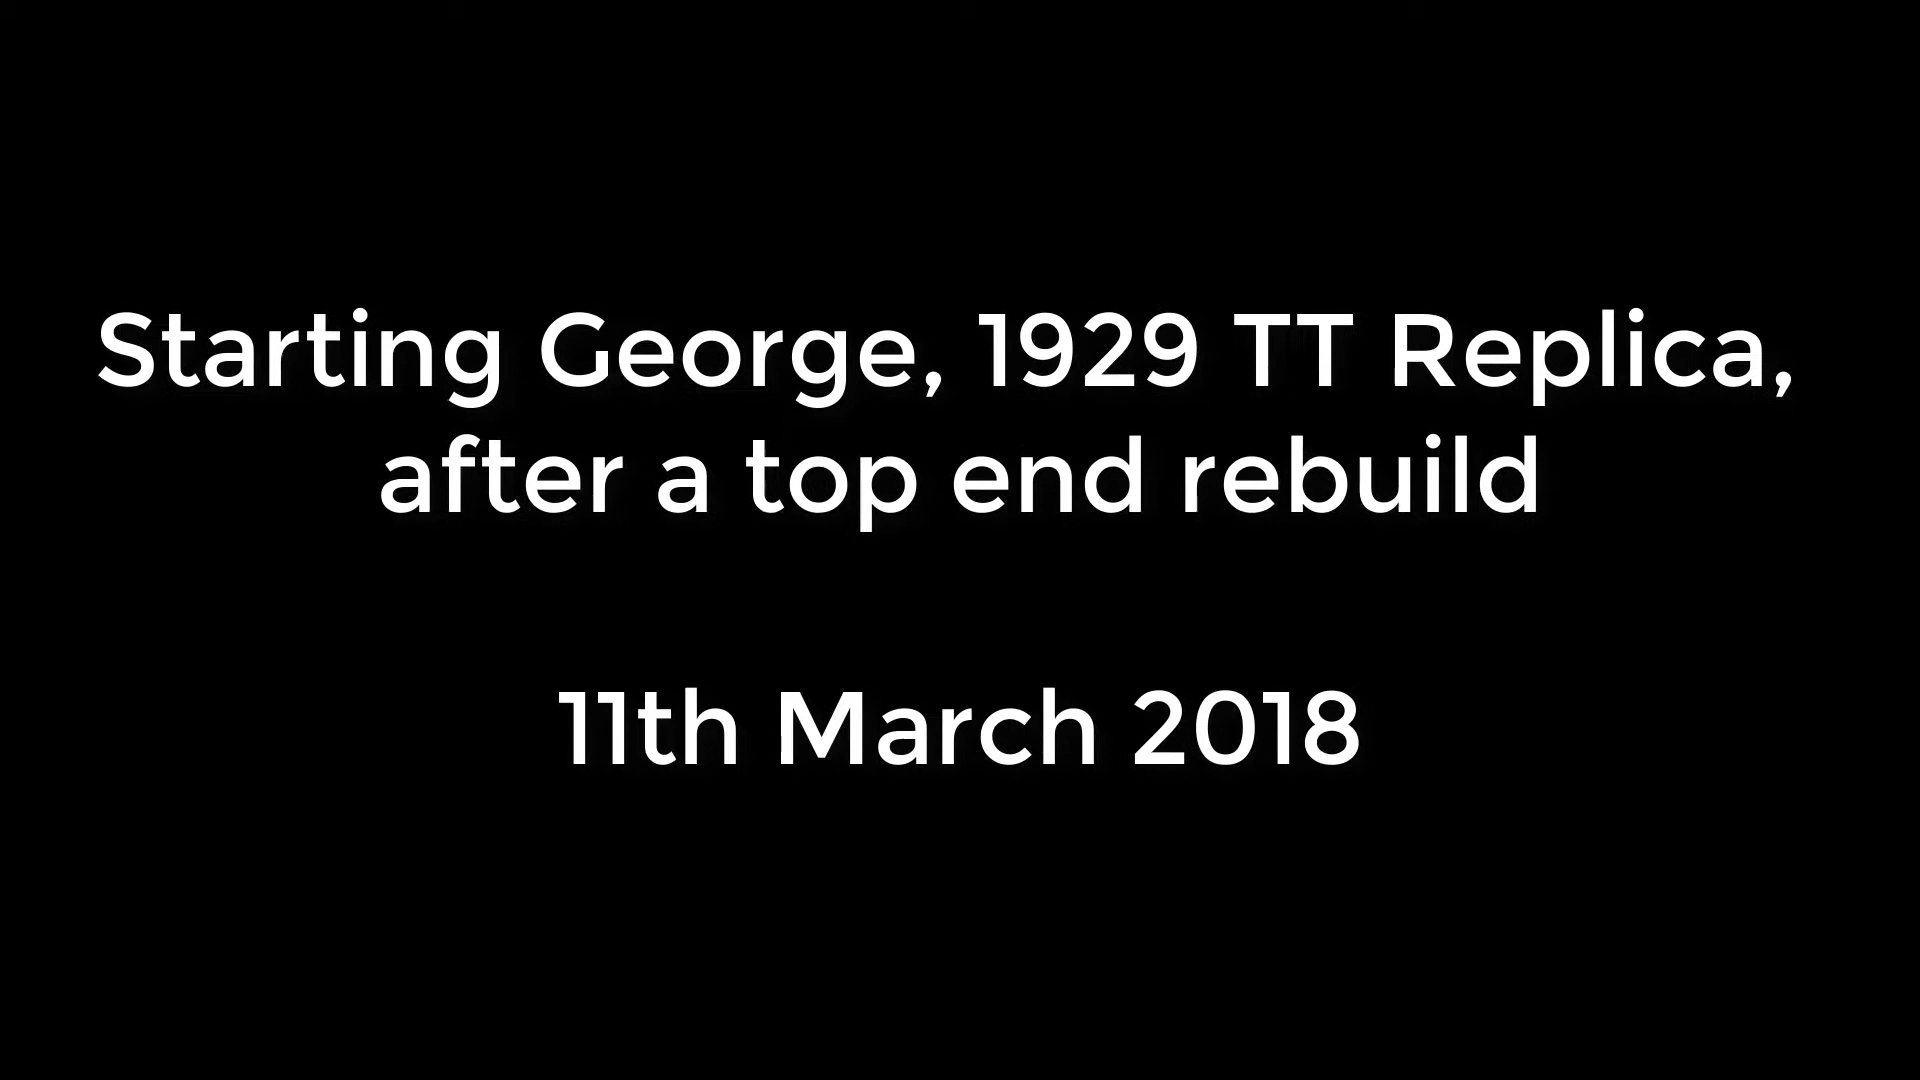 Starting George, 1929 TT Replica,
after a top end rebuild
11th March 2018